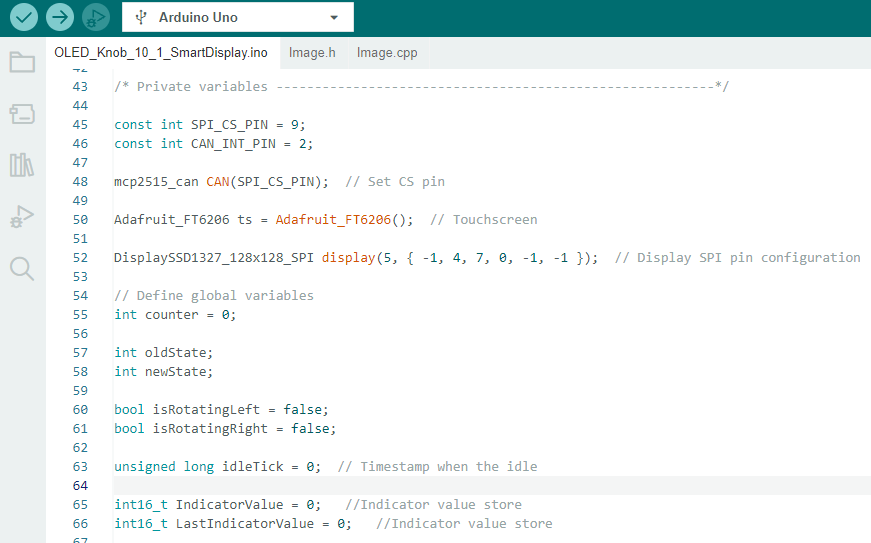 Arduino Uno
OLED_Knob_10_1_SmartDisplay.ino Image.h Image.cpp
42
43 /* Private variables ---------------------------------------------------------*/
44
45 const int SPI_CS_PIN = 9;
46 const int CAN_INT_PIN = 2;
47
48 mcp2515_can CAN(SPI_CS_PIN);  // Set CS pin
49
50 Adafruit_FT6206 ts = Adafruit_FT6206();  // Touchscreen
51
52 DisplaySSD1327_128x128_SPI display(5, { -1, 4, 7, 0, -1, -1 });  // Display SPI pin configuration
53
54 // Define global variables
55 int counter = 0;
56
57 int oldState;
58 int newState;
59
60 bool isRotatingLeft = false;
61 bool isRotatingRight = false;
62
63 unsigned long idleTick = 0;  // Timestamp when the idle
64
65 int16_t IndicatorValue = 0;   //Indicator value store
66 int16_t LastIndicatorValue = 0;   //Indicator value store
67